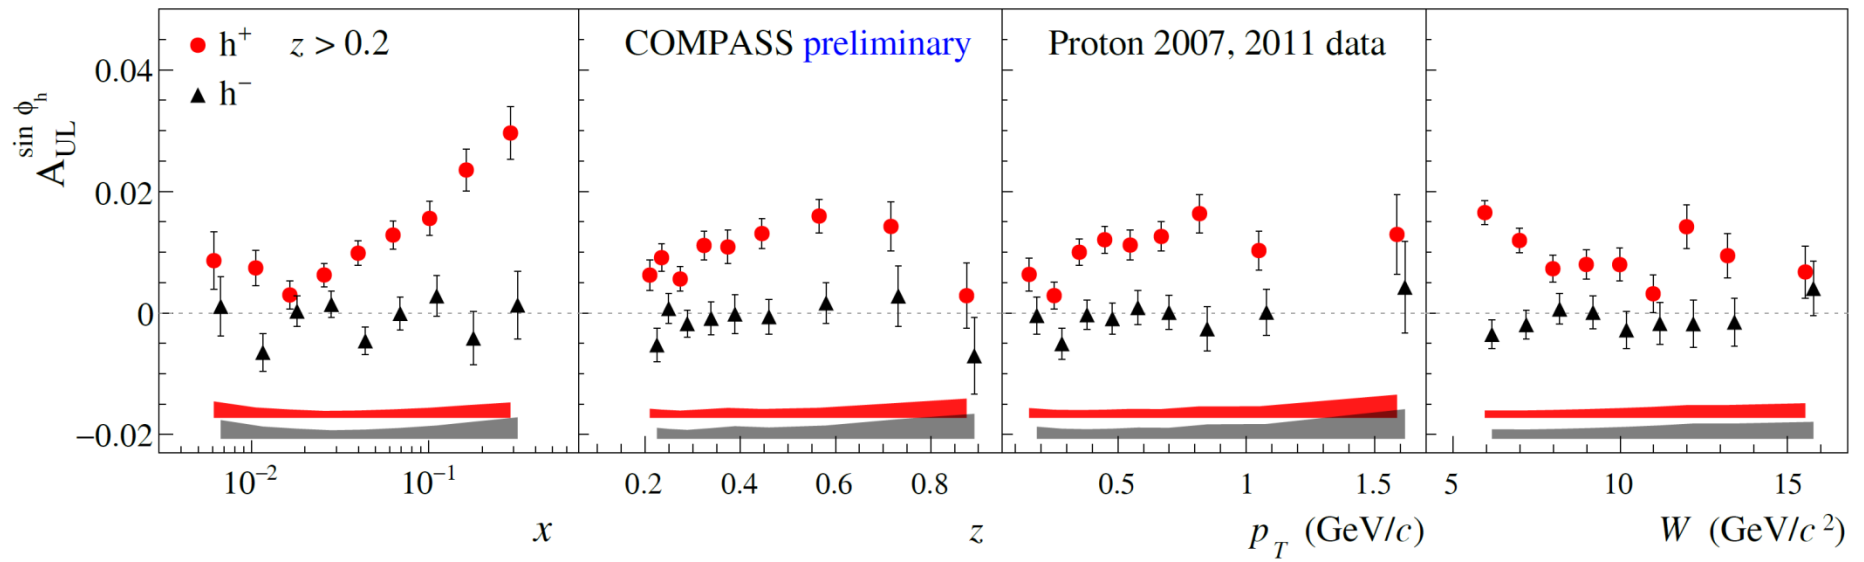 h⁺ z > 0.2
h⁻
COMPASS preliminary
Proton 2007, 2011 data
A_UL^{sin ϕ_h}
0.04
0.02
0
−0.02
10⁻² 10⁻¹
x
0.2 0.4 0.6 0.8
z
0.5 1 1.5
p_T (GeV/c)
5 10 15
W (GeV/c²)